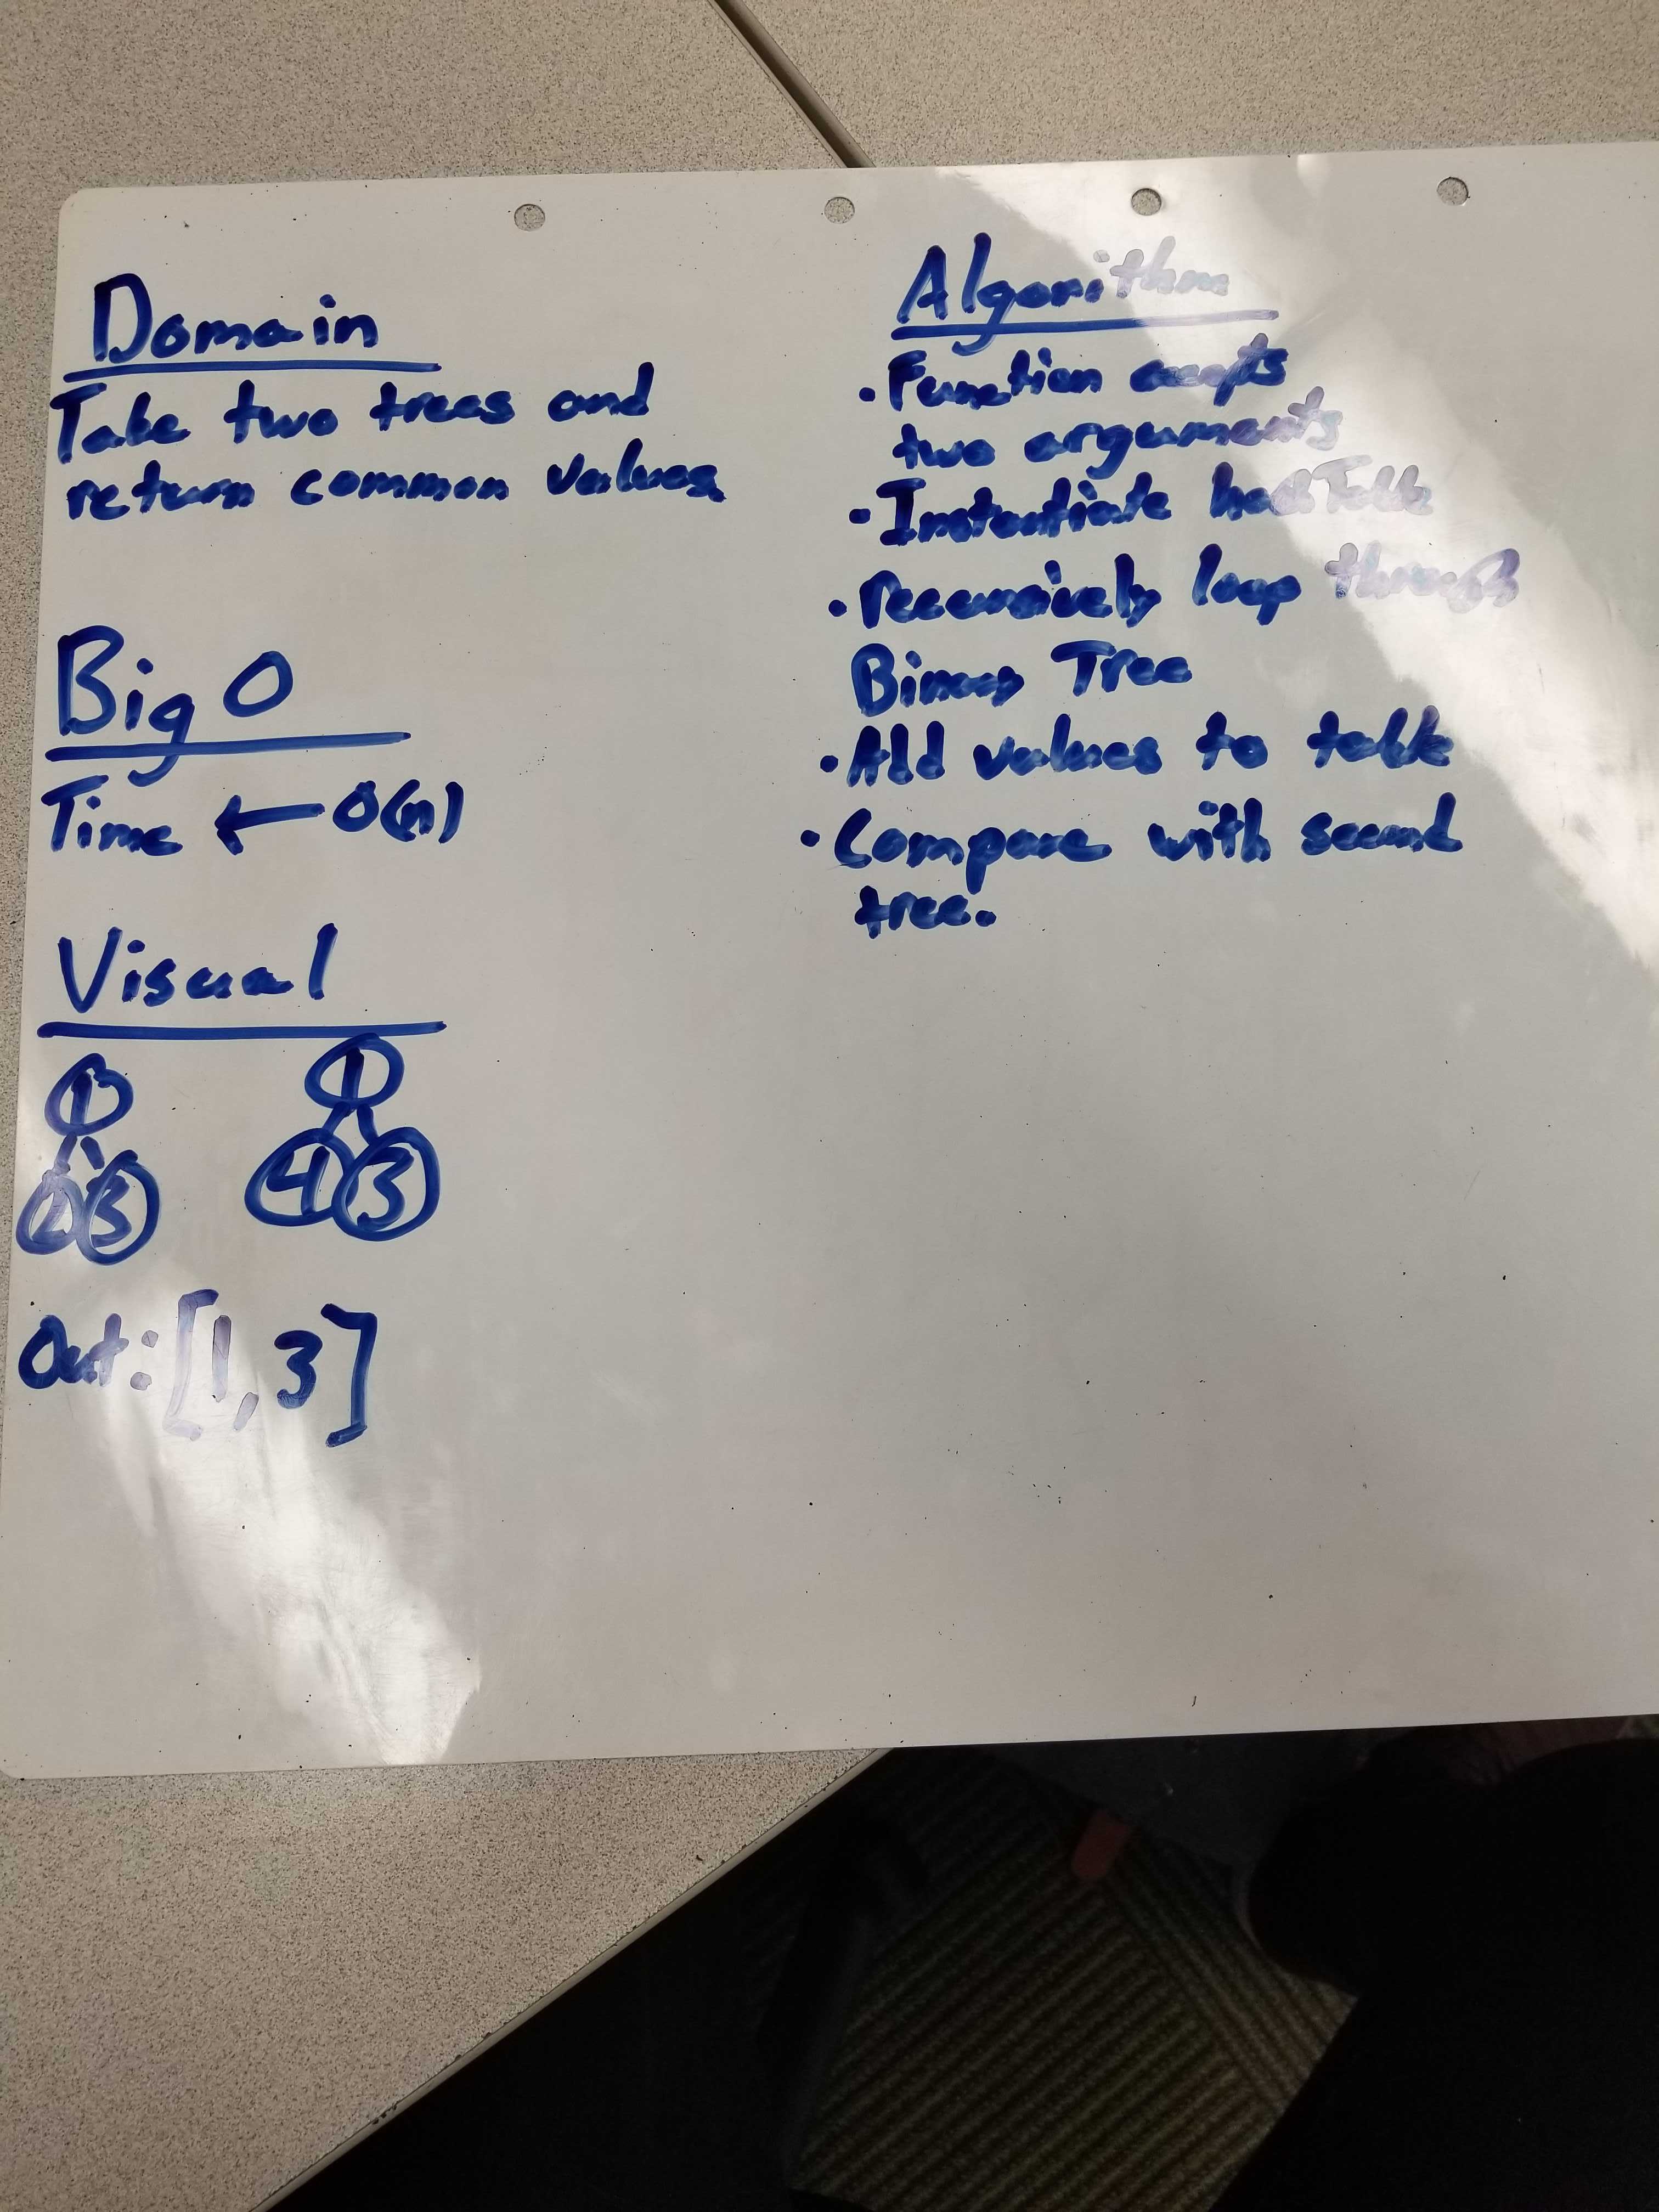 Domain
Take two trees and
return common values
Big O
Time ← O(n)
Visual
1
2 3
1
4 3
Out: [1, 3]
Algorithm
• Function accepts
two arguments
• Instantiate hashTable
• recursively loop through
Binary Tree
• Add values to table
• Compare with second
tree.